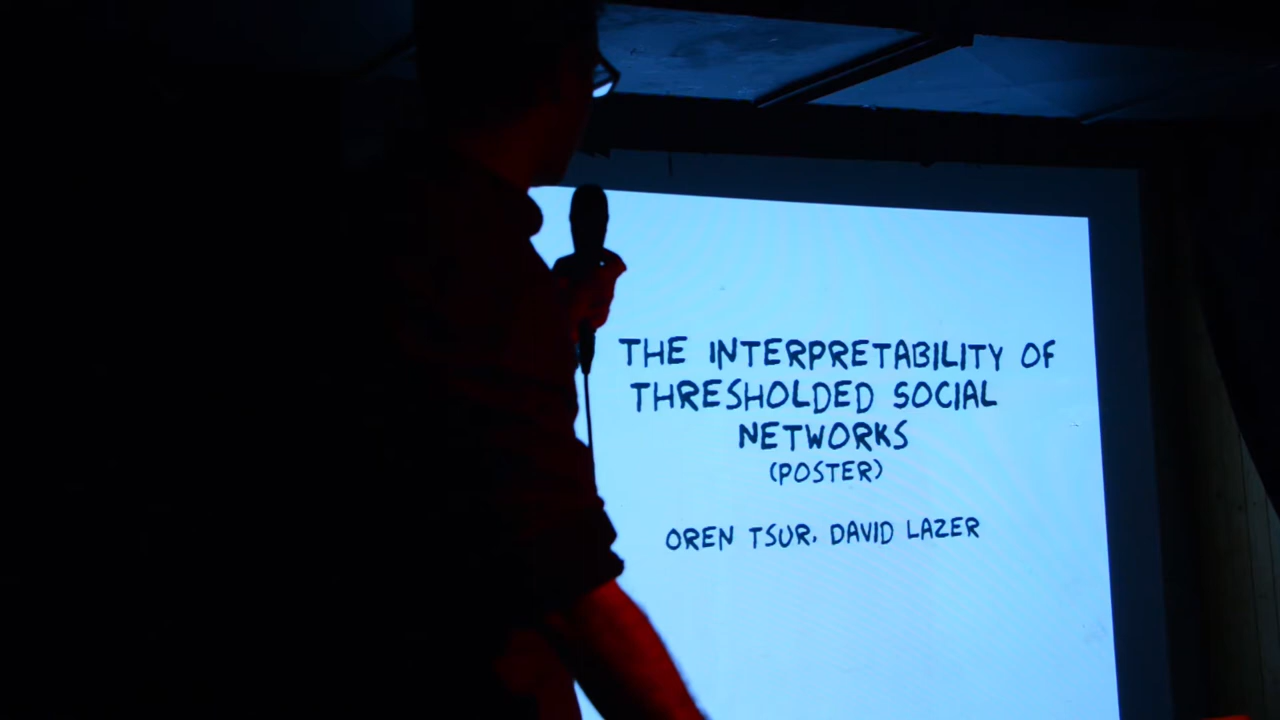 THE INTERPRETABILITY OF
THRESHOLDED SOCIAL
NETWORKS
(POSTER)
OREN TSUR, DAVID LAZER